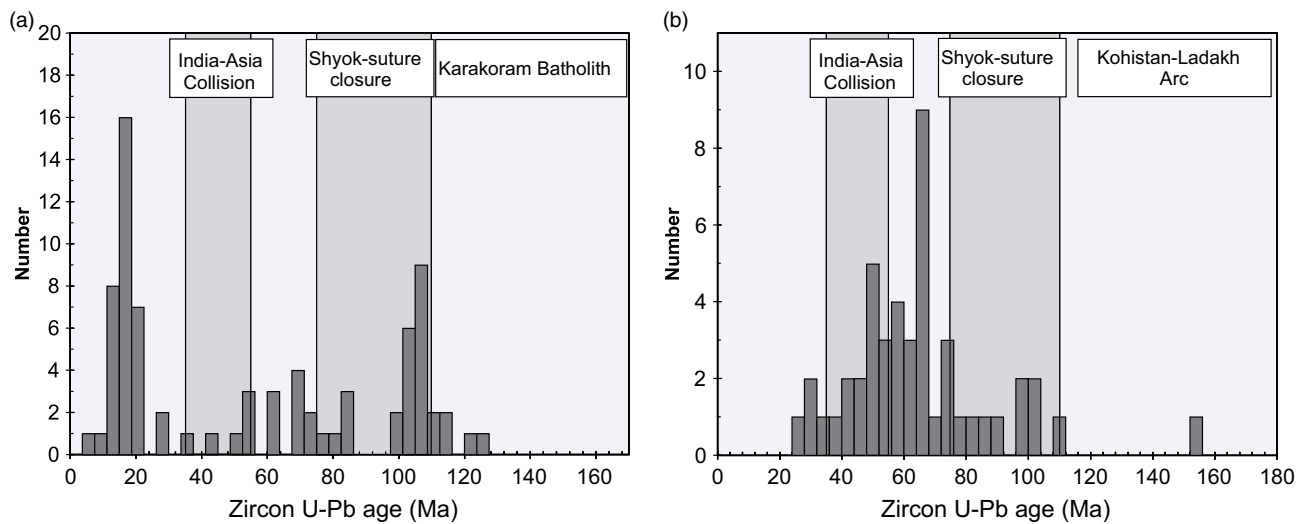 (a)
20
18
16
14
12
10
8
6
4
2
0
Number
India-Asia
Collision
Shyok-suture
closure
Karakoram Batholith
0 20 40 60 80 100 120 140 160
Zircon U-Pb age (Ma)
(b)
10
8
6
4
2
0
Number
India-Asia
Collision
Shyok-suture
closure
Kohistan-Ladakh
Arc
0 20 40 60 80 100 120 140 160 180
Zircon U-Pb age (Ma)